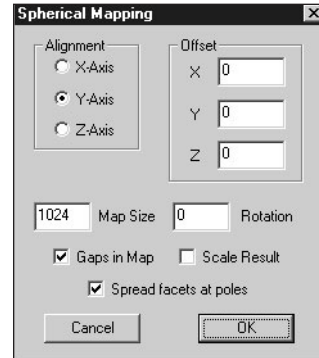 Spherical Mapping
Alignment
X-Axis
Y-Axis
Z-Axis
Offset
X 0
Y 0
Z 0
1024 Map Size 0 Rotation
Gaps in Map Scale Result
Spread facets at poles
Cancel OK